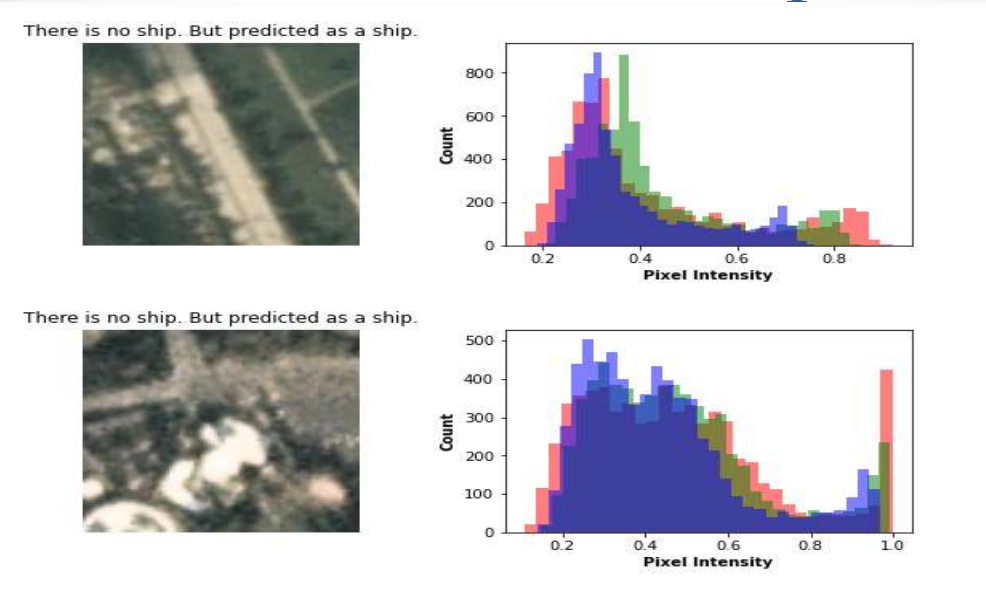 There is no ship. But predicted as a ship.
800
600
400
200
0
Count
0.2 0.4 0.6 0.8
Pixel Intensity
There is no ship. But predicted as a ship.
500
400
300
200
100
0
Count
0.2 0.4 0.6 0.8 1.0
Pixel Intensity